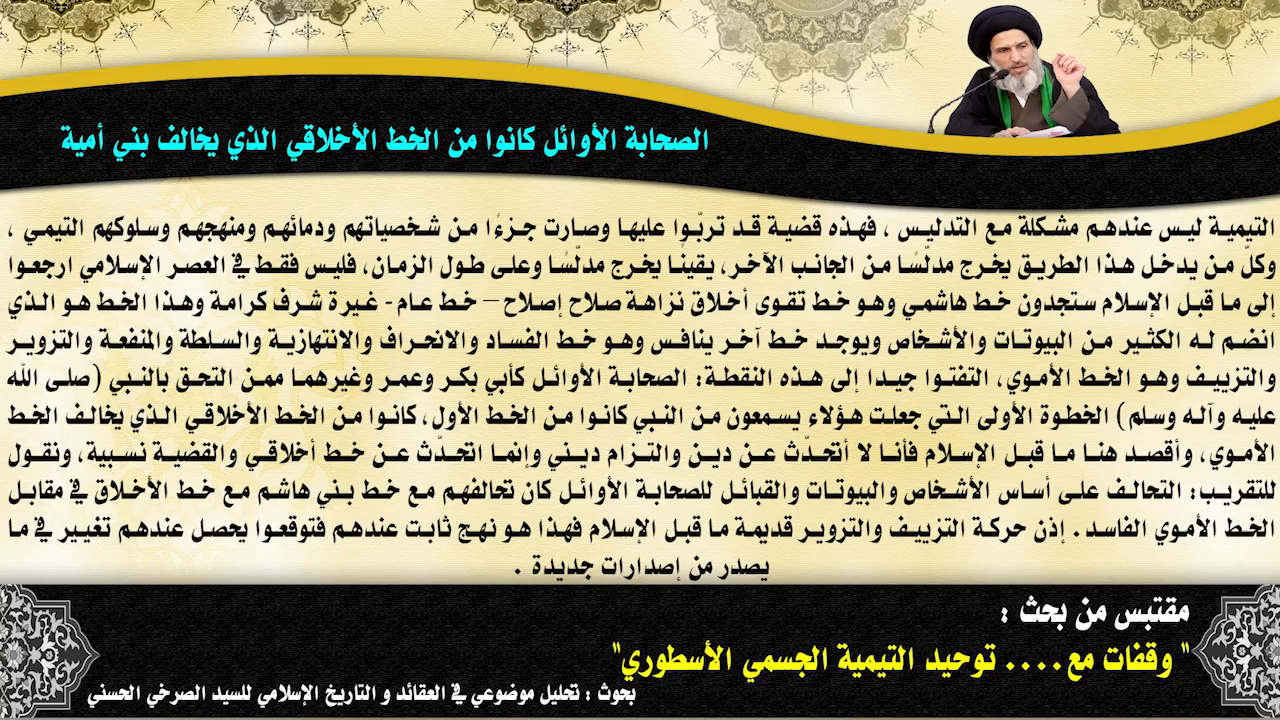 الصحابة الأوائل كانوا من الخط الأخلاقي الذي يخالف بني أمية
التيمية ليس عندهم مشكلة مع التدليس ، فهذه قضية قد تربّوا عليها وصارت جزءًا من شخصياتهم ودمائهم ومنهجهم وسلوكهم التيمي ،
وكلّ من يدخل هذا الطريق يخرج مدلّسًا من الجانب الآخر، يقينًا يخرج مدلّسًا وعلى طول الزمان، فليس فقط في العصر الإسلامي ارجعوا
إلى ما قبل الإسلام ستجدون خط هاشمي وهو خط تقوى أخلاق نزاهة صلاح إصلاح – خط عام- غيرة شرف كرامة وهذا الخط هو الذي
انضم له الكثير من البيوتات والأشخاص ويوجد خط آخر ينافس وهو خط الفساد والانحراف والانتهازية والسلطة والمنفعة والتزوير
والتزييف وهو الخط الأموي، التفتوا جيدا إلى هذه النقطة: الصحابة الأوائل كأبي بكر وعمر وغيرهما ممن التحق بالنبي (صلى الله
عليه وآله وسلم) الخطوة الأولى التي جعلت هؤلاء يسمعون من النبي كانوا من الخط الأول، كانوا من الخط الأخلاقي الذي يخالف الخط
الأموي، وأقصد هنا ما قبل الإسلام فأنا لا أتحدّث عن دين والتزام ديني وإنما اتحدّث عن خط أخلاقي والقضية نسبية، ونقول
للتقريب: التحالف على أساس الأشخاص والبيوتات والقبائل للصحابة الأوائل كان تحالفهم مع خط بني هاشم مع خط الأخلاق في مقابل
الخط الأموي الفاسد. إذن حركة التزييف والتزوير قديمة ما قبل الإسلام فهذا هو نهج ثابت عندهم فتوقعوا يحصل عندهم تغيير في ما
يصدر من إصدارات جديدة .
مقتبس من بحث :
" وقفات مع.... توحيد التيمية الجسمي الأسطوري"
بحوث : تحليل موضوعي في العقائد و التاريخ الإسلامي للسيد الصرخي الحسني